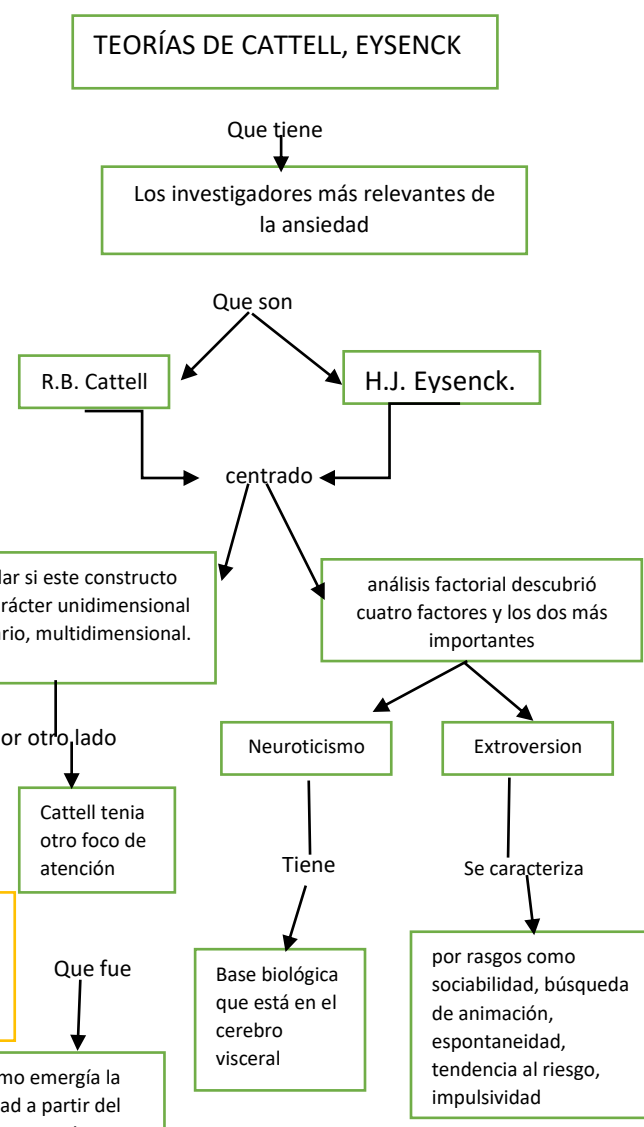 TEORÍAS DE CATTELL, EYSENCK
Que tiene
Los investigadores más relevantes de
la ansiedad
Que son
R.B. Cattell
H.J. Eysenck.
centrado
si este constructo
unidimensional
multidimensional.
análisis factorial descubrió
cuatro factores y los dos más
importantes
otro lado
Neuroticismo
Extroversion
Cattell tenia
otro foco de
atención
Tiene
Se caracteriza
Que fue
Base biológica
que está en el
cerebro
visceral
por rasgos como
sociabilidad, búsqueda
de animación,
espontaneidad,
tendencia al riesgo,
impulsividad
emergía la
a partir del